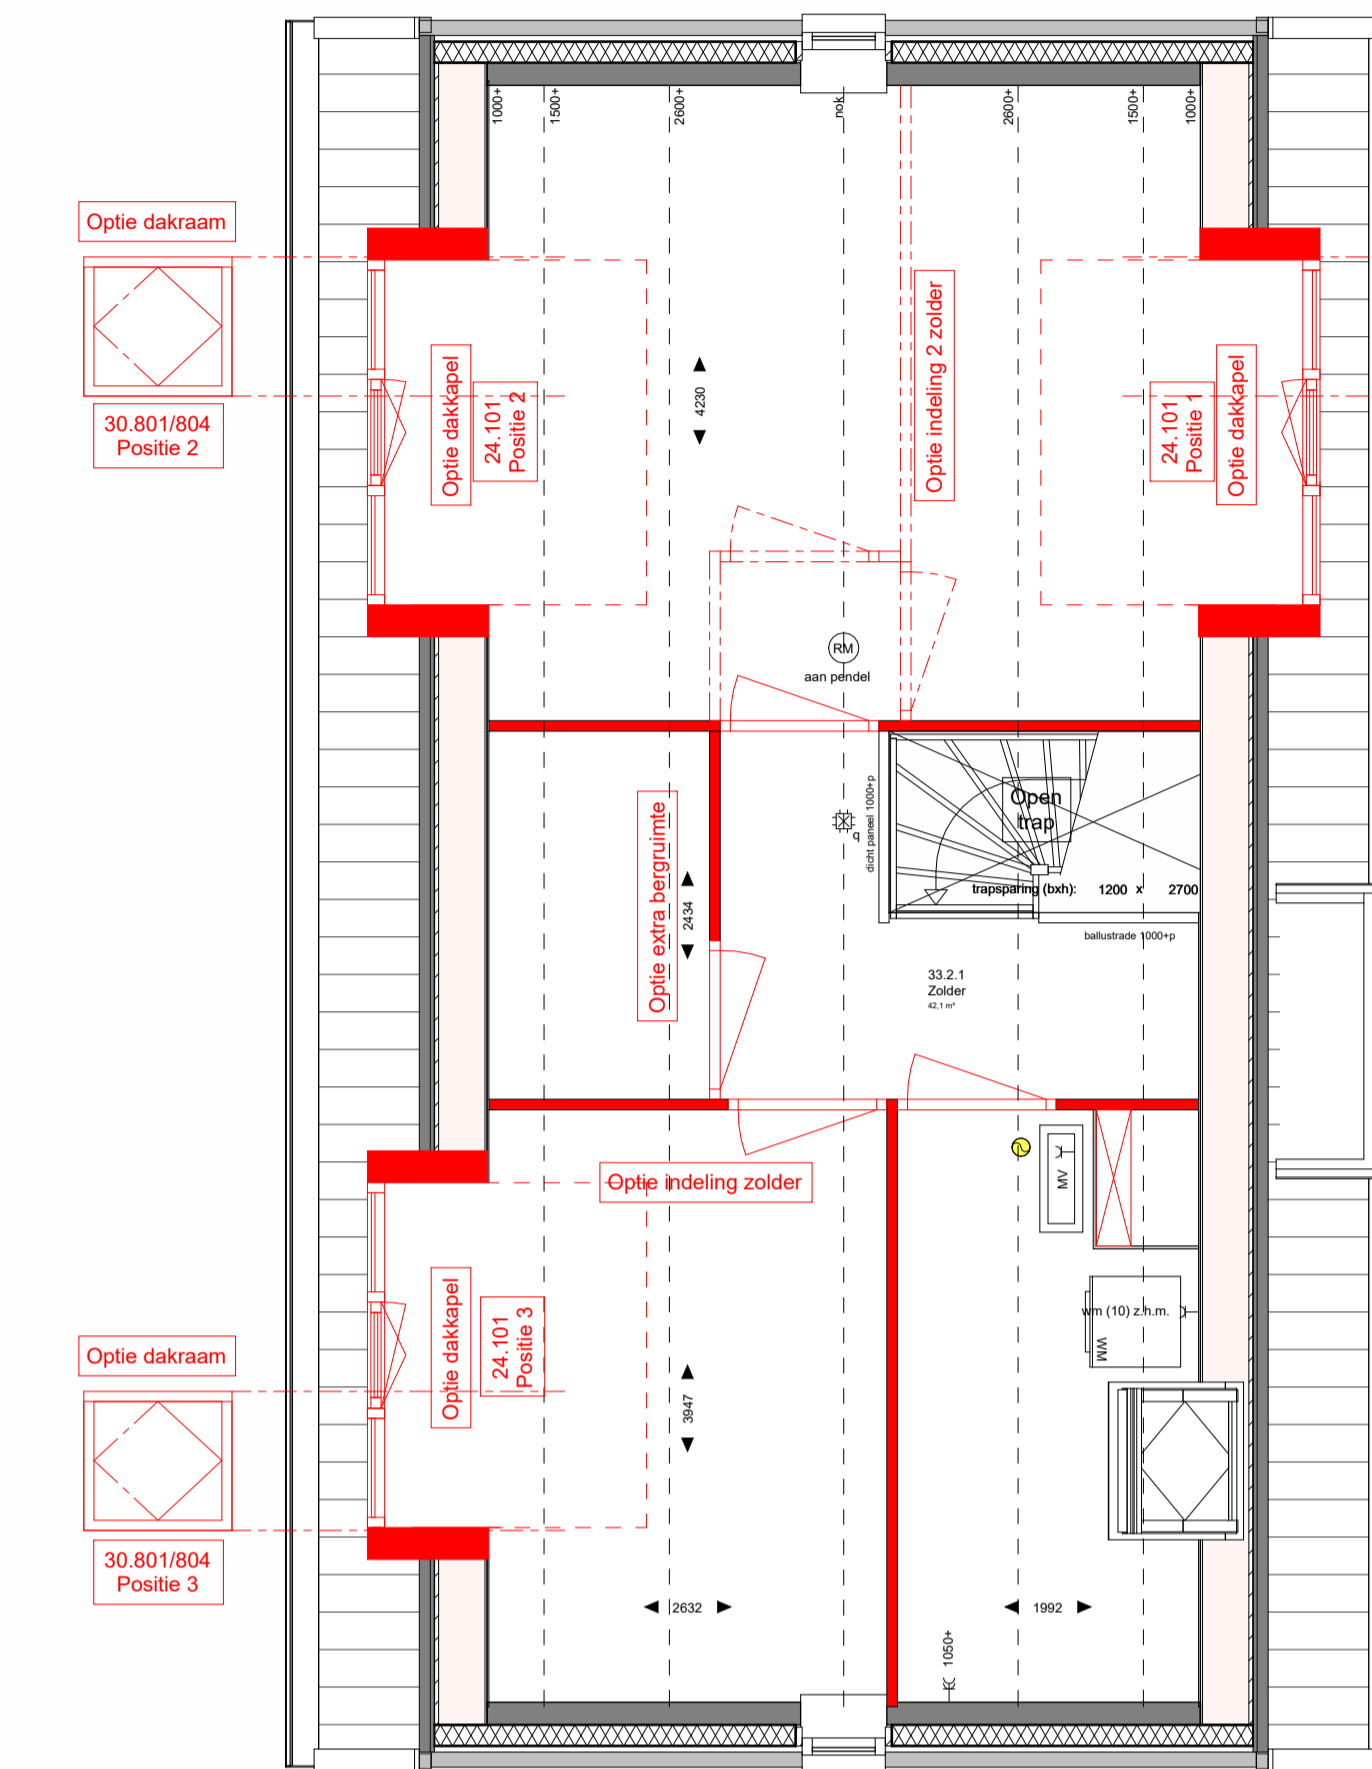 1000+
1500+
2600+
nok
2600+
1500+
1000+
Optie dakraam
30.801/804
Positie 2
Optie dakkapel
24.101
Positie 2
4230
Optie indeling 2 zolder
24.101
Positie 1
Optie dakkapel
RM
aan pendel
Optie extra bergruimte
2434
q
dicht paneel 1000+p
Open
trap
trapsparing (bxh): 1200 x 2700
ballustrade 1000+p
33.2.1
Zolder
42,1 m²
Optie indeling zolder
MV
wm (10) z.h.m.
WM
Optie dakraam
30.801/804
Positie 3
Optie dakkapel
24.101
Positie 3
3947
2632
1992
1050+